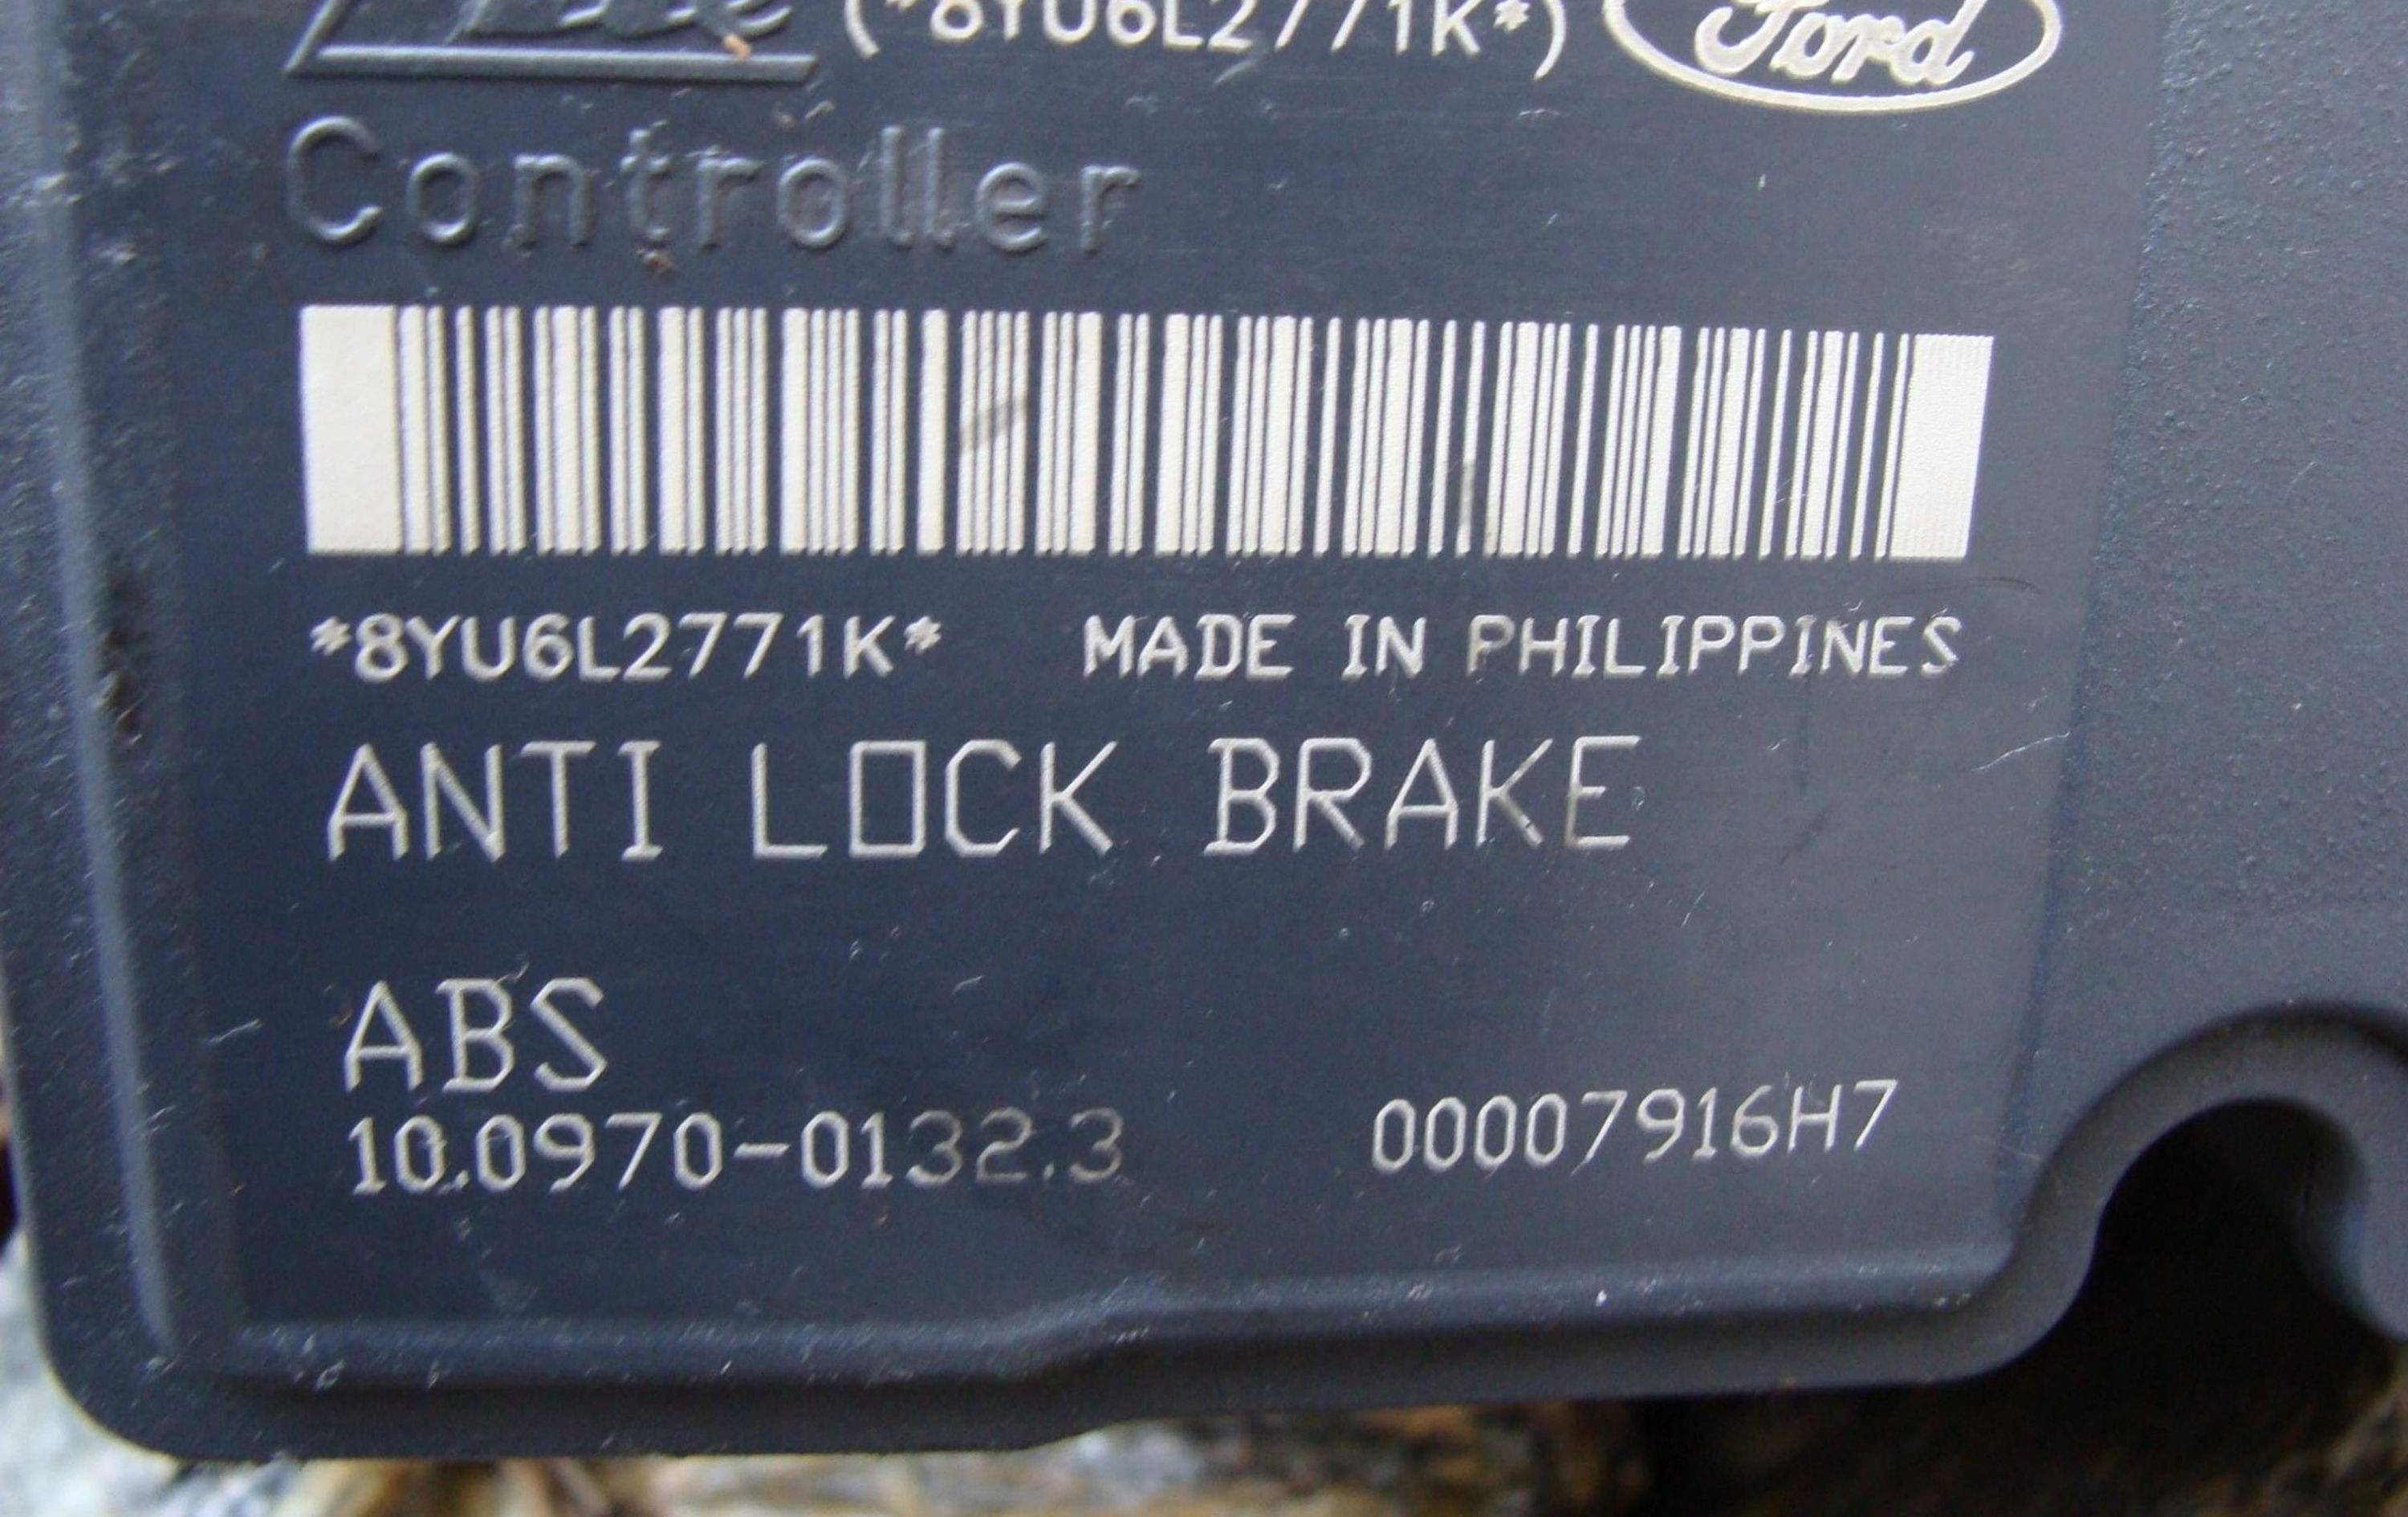 (*8YU6L2771K*) Ford
Controller
*8YU6L2771K* MADE IN PHILIPPINES
ANTI LOCK BRAKE
ABS
10.0970-0132.3 00007916H7